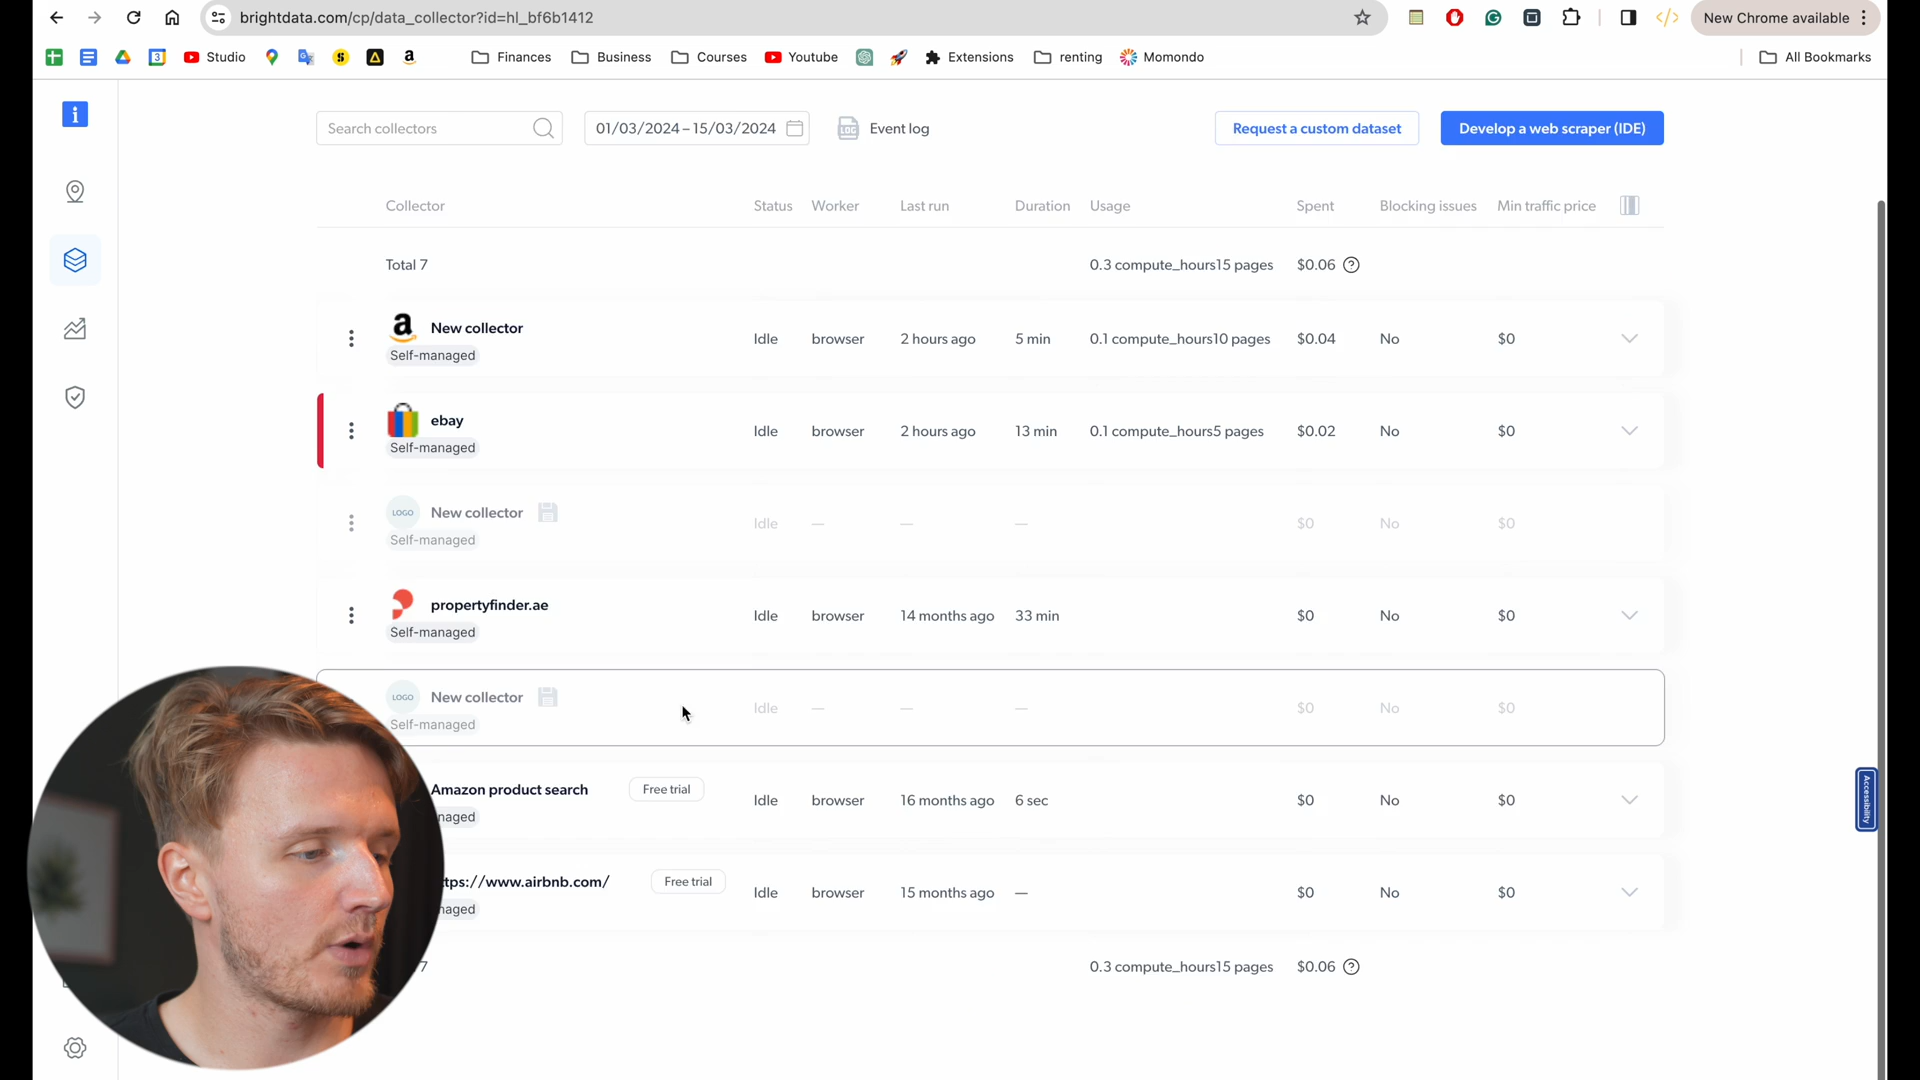 brightdata.com/cp/data_collector?id=hl_bf6b1412
New Chrome available
Studio
Finances
Business
Courses
Youtube
Extensions
renting
Momondo
All Bookmarks
Search collectors
01/03/2024 – 15/03/2024
LOG
Event log
Request a custom dataset
Develop a web scraper (IDE)
Collector Status Worker Last run Duration Usage Spent Blocking issues Min traffic price
Total 7 0.3 compute_hours15 pages $0.06 ?
New collector
Self-managed
Idle browser 2 hours ago 5 min 0.1 compute_hours10 pages $0.04 No $0
ebay
Self-managed
Idle browser 2 hours ago 13 min 0.1 compute_hours5 pages $0.02 No $0
LOGO New collector
Self-managed
Idle — — — $0 No $0
propertyfinder.ae
Self-managed
Idle browser 14 months ago 33 min $0 No $0
LOGO New collector
Self-managed
Idle — — — $0 No $0
Amazon product search Free trial
naged
Idle browser 16 months ago 6 sec $0 No $0
ttps://www.airbnb.com/ Free trial
naged
Idle browser 15 months ago — $0 No $0
7 0.3 compute_hours15 pages $0.06 ?
Accessibility